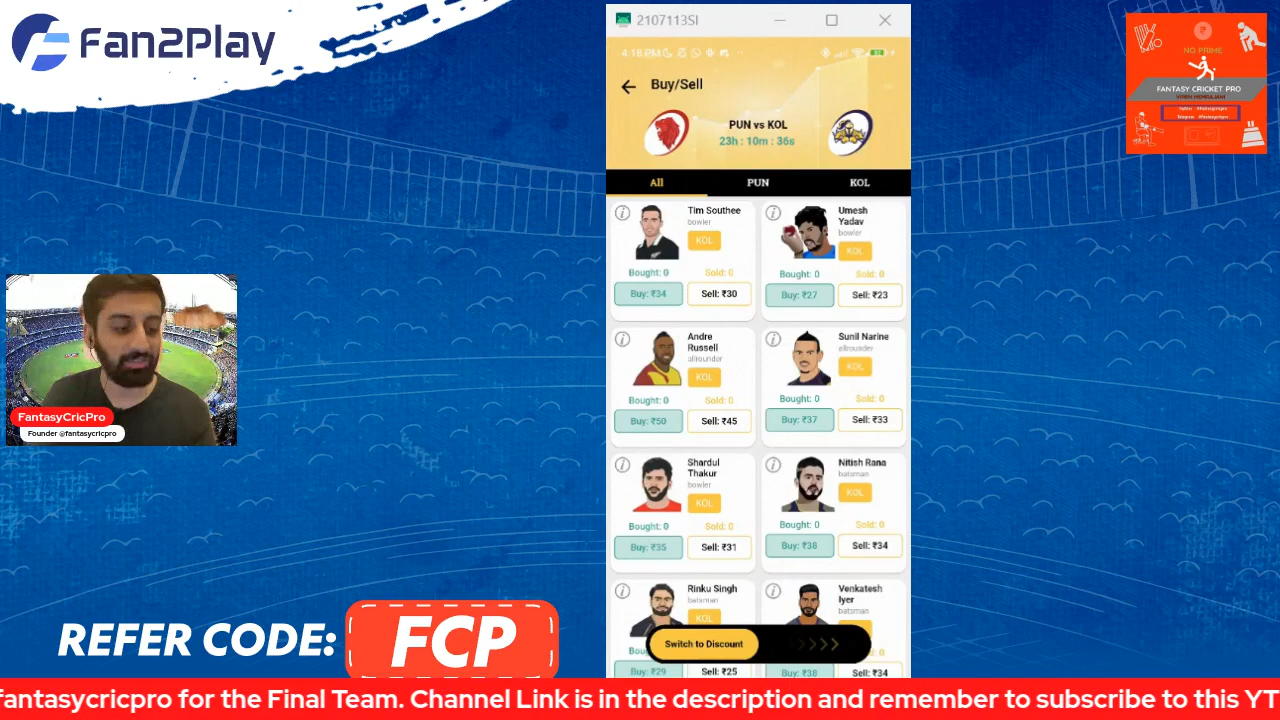 Fan2Play
2107113SI
4:18 PM
Buy/Sell
PUN vs KOL
23h : 10m : 36s
All
PUN
KOL
Tim Southee
bowler
KOL
Bought: 0
Sold: 0
Buy: ₹34
Sell: ₹30
Umesh
Yadav
bowler
KOL
Bought: 0
Sold: 0
Buy: ₹27
Sell: ₹23
Andre
Russell
allrounder
KOL
Bought: 0
Sold: 0
Buy: ₹50
Sell: ₹45
Sunil Narine
allrounder
KOL
Bought: 0
Sold: 0
Buy: ₹37
Sell: ₹33
Shardul
Thakur
bowler
KOL
Bought: 0
Sold: 0
Buy: ₹35
Sell: ₹31
Nitish Rana
batsman
KOL
Bought: 0
Sold: 0
Buy: ₹38
Sell: ₹34
Rinku Singh
batsman
KOL
Buy: ₹29
Sell: ₹25
Venkatesh
Iyer
batsman
Buy: ₹38
Sell: ₹34
Switch to Discount
NO PRIME
FANTASY CRICKET PRO
VIREN HEMRAJANI
FantasyCricPro
Founder @fantasycricpro
REFER CODE:
FCP
fantasycricpro for the Final Team. Channel Link is in the description and remember to subscribe to this YT